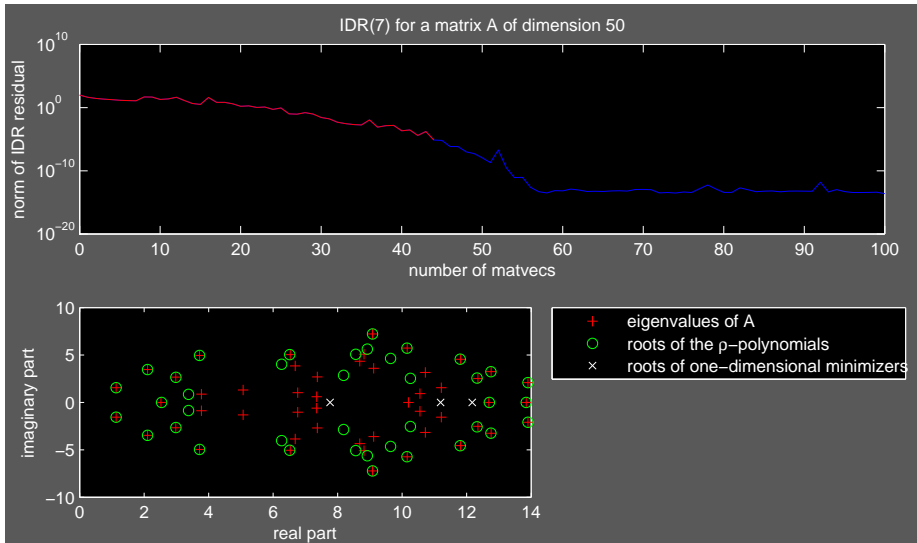 IDR(7) for a matrix A of dimension 50
norm of IDR residual
10^10
10^0
10^-10
10^-20
0 10 20 30 40 50 60 70 80 90 100
number of matvecs
imaginary part
10
5
0
-5
-10
0 2 4 6 8 10 12 14
real part
eigenvalues of A
roots of the ρ-polynomials
roots of one-dimensional minimizers